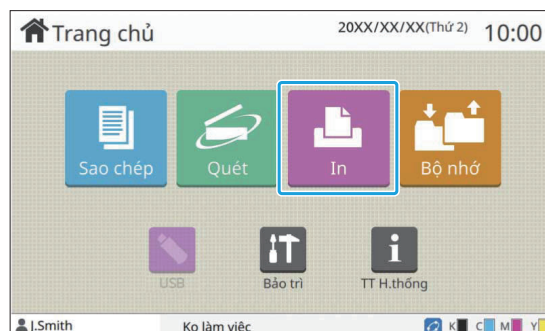 Trang chủ
20XX/XX/XX(Thứ 2) 10:00
Sao chép
Quét
In
Bộ nhớ
USB
Bảo trì
TT H.thống
J.Smith
Ko làm việc
K C M Y